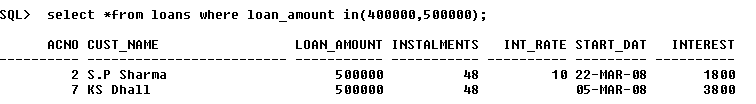 SQL>  select *from loans where loan_amount in(400000,500000);
ACNO CUST_NAME LOAN_AMOUNT INSTALMENTS INT_RATE START_DAT INTEREST
---------- -------------------- ----------- ----------- ---------- --------- ----------
2 S.P Sharma 500000 48 10 22-MAR-08 1800
7 KS Dhall 500000 48 05-MAR-08 3800